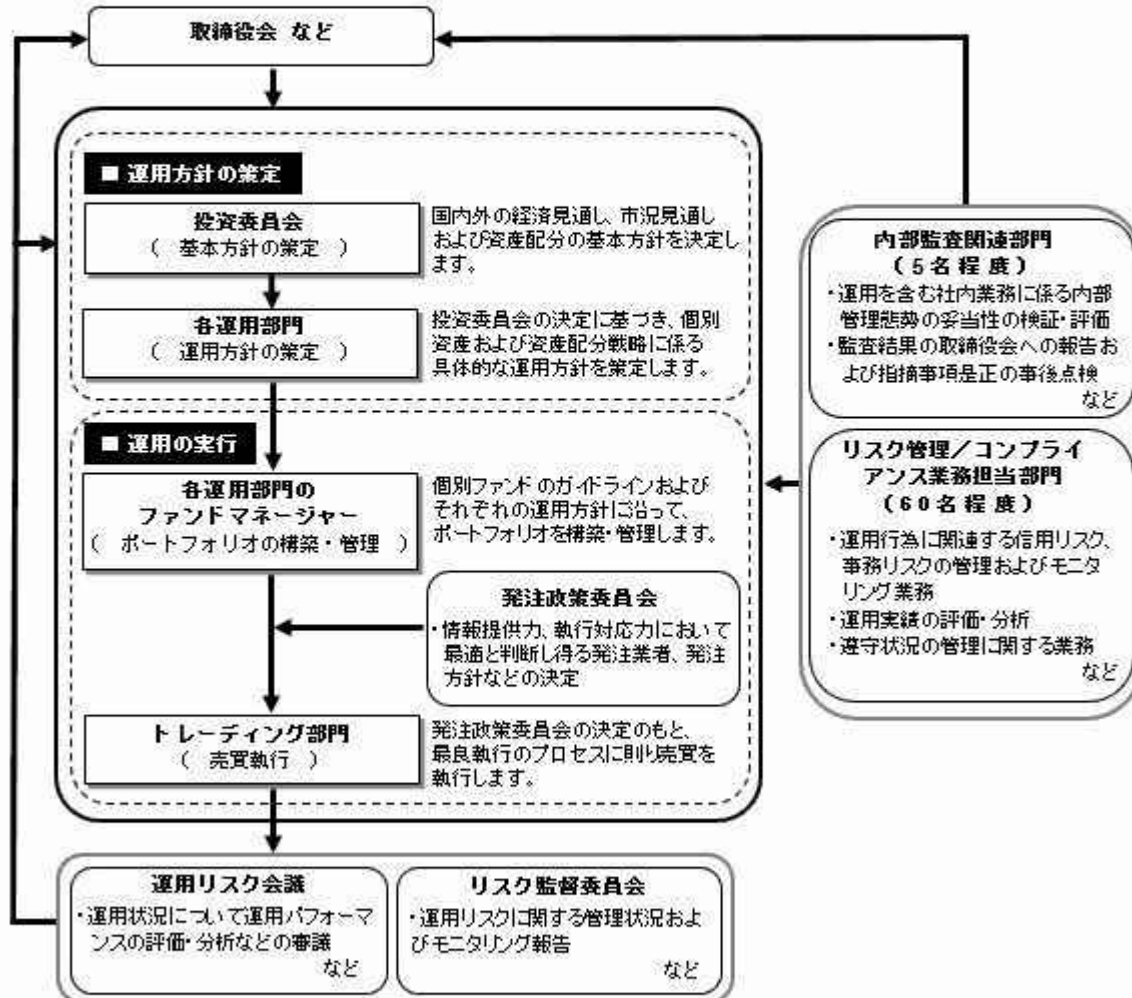 取締役会 など
■ 運用方針の策定
投資委員会
( 基本方針の策定 )
国内外の経済見通し、市況見通し
および資産配分の基本方針を決定し
ます。
各運用部門
( 運用方針の策定 )
投資委員会の決定に基づき、個別
資産および資産配分戦略に係る
具体的な運用方針を策定します。
■ 運用の実行
各運用部門の
ファンドマネージャー
( ポートフォリオの構築・管理 )
個別ファンドのガイドラインおよび
それぞれの運用方針に沿って、
ポートフォリオを構築・管理します。
発注政策委員会
・情報提供力、執行対応力において
最適と判断し得る発注業者、発注
方針などの決定
トレーディング部門
( 売買執行 )
発注政策委員会の決定のもと、
最良執行のプロセスに則り売買を
執行します。
内部監査関連部門
(5名程度)
・運用を含む社内業務に係る内部
管理態勢の妥当性の検証・評価
・監査結果の取締役会への報告お
よび指摘事項是正の事後点検
など
リスク管理/コンプライ
アンス業務担当部門
(60名程度)
・運用行為に関連する信用リスク、
事務リスクの管理およびモニタ
リング業務
・運用実績の評価・分析
・遵守状況の管理に関する業務
など
運用リスク会議
・運用状況について運用パフォーマ
ンスの評価・分析などの審議
など
リスク監督委員会
・運用リスクに関する管理状況およ
びモニタリング報告
など